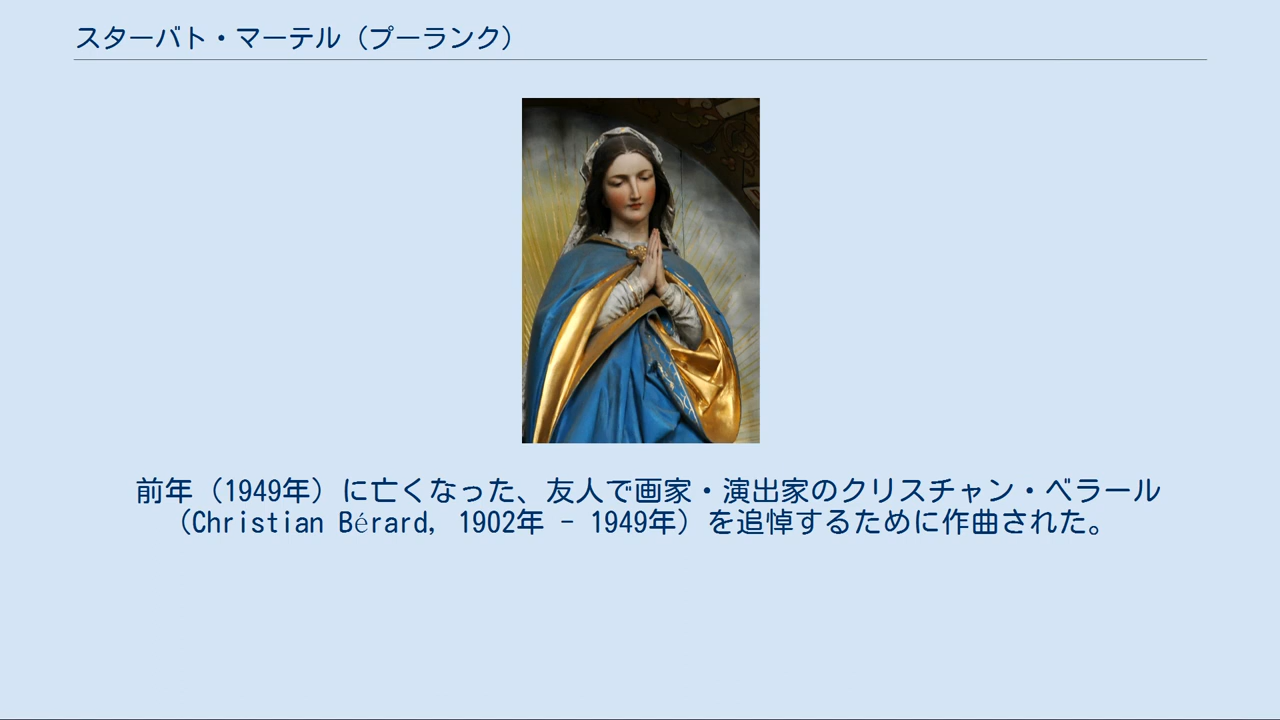 スターバト・マーテル（プーランク）
前年（1949年）に亡くなった、友人で画家・演出家のクリスチャン・ベラール
（Christian Bérard, 1902年 - 1949年）を追悼するために作曲された。